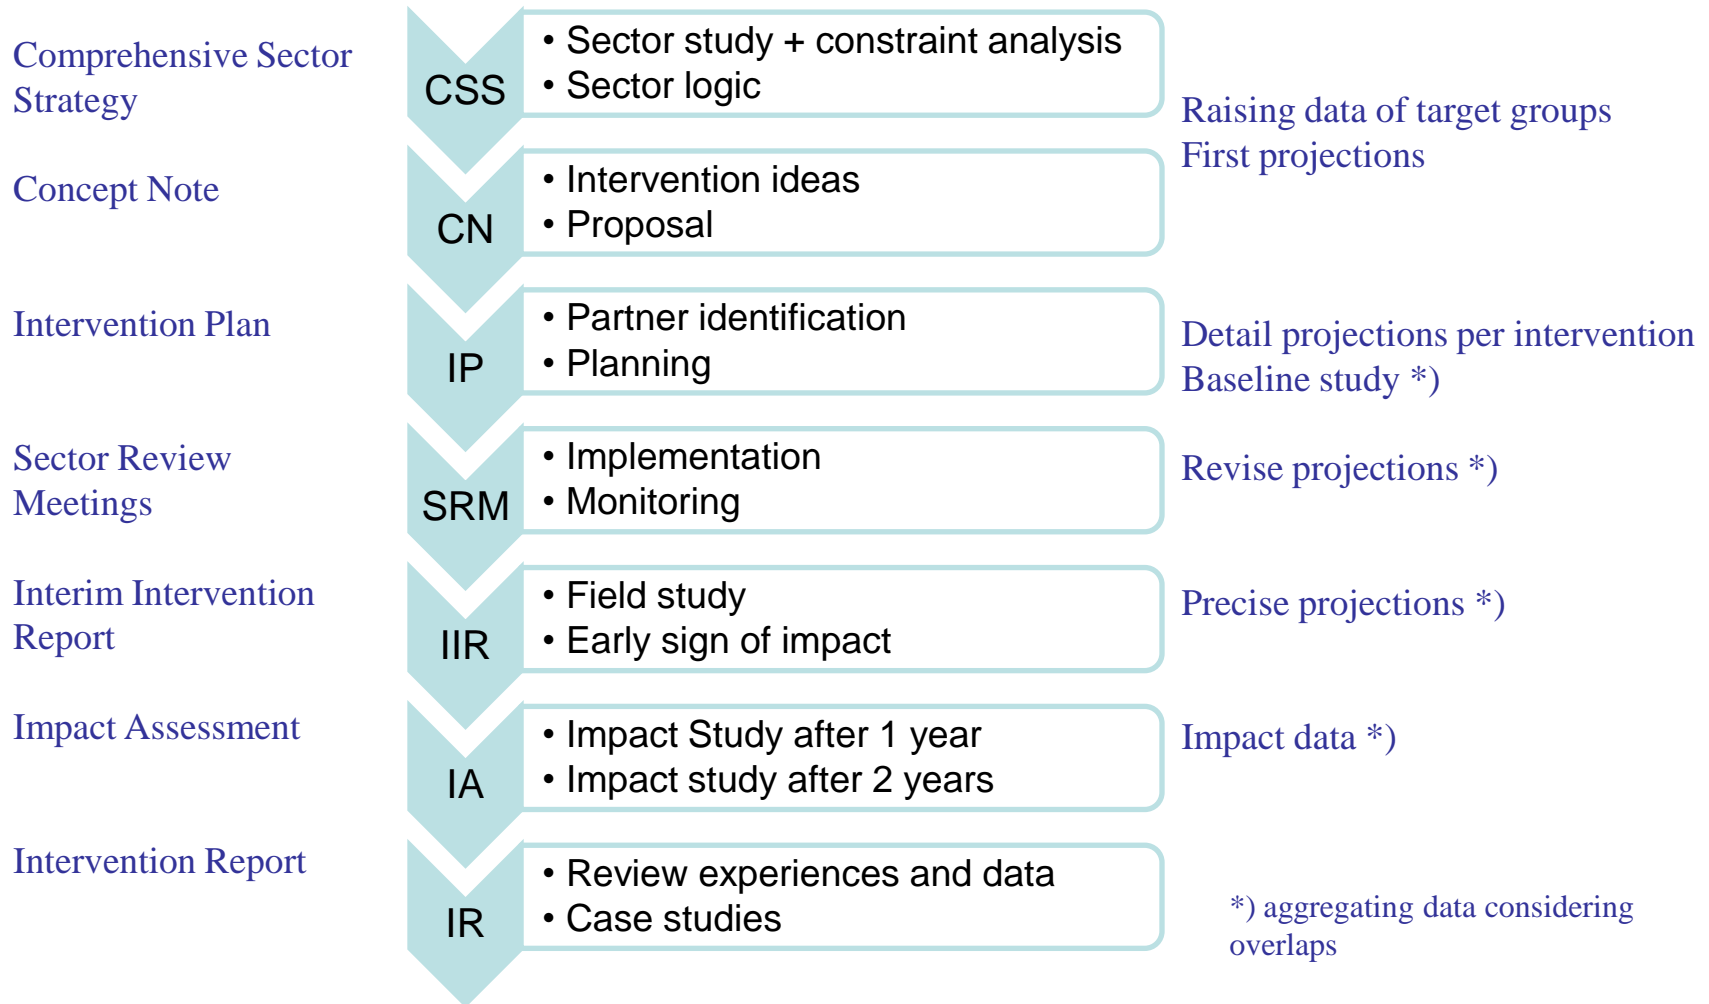 Comprehensive Sector
Strategy
CSS
• Sector study + constraint analysis
• Sector logic
Raising data of target groups
First projections
Concept Note
CN
• Intervention ideas
• Proposal
Intervention Plan
IP
• Partner identification
• Planning
Detail projections per intervention
Baseline study *)
Sector Review
Meetings
SRM
• Implementation
• Monitoring
Revise projections *)
Interim Intervention
Report
IIR
• Field study
• Early sign of impact
Precise projections *)
Impact Assessment
IA
• Impact Study after 1 year
• Impact study after 2 years
Impact data *)
Intervention Report
IR
• Review experiences and data
• Case studies
*) aggregating data considering
overlaps